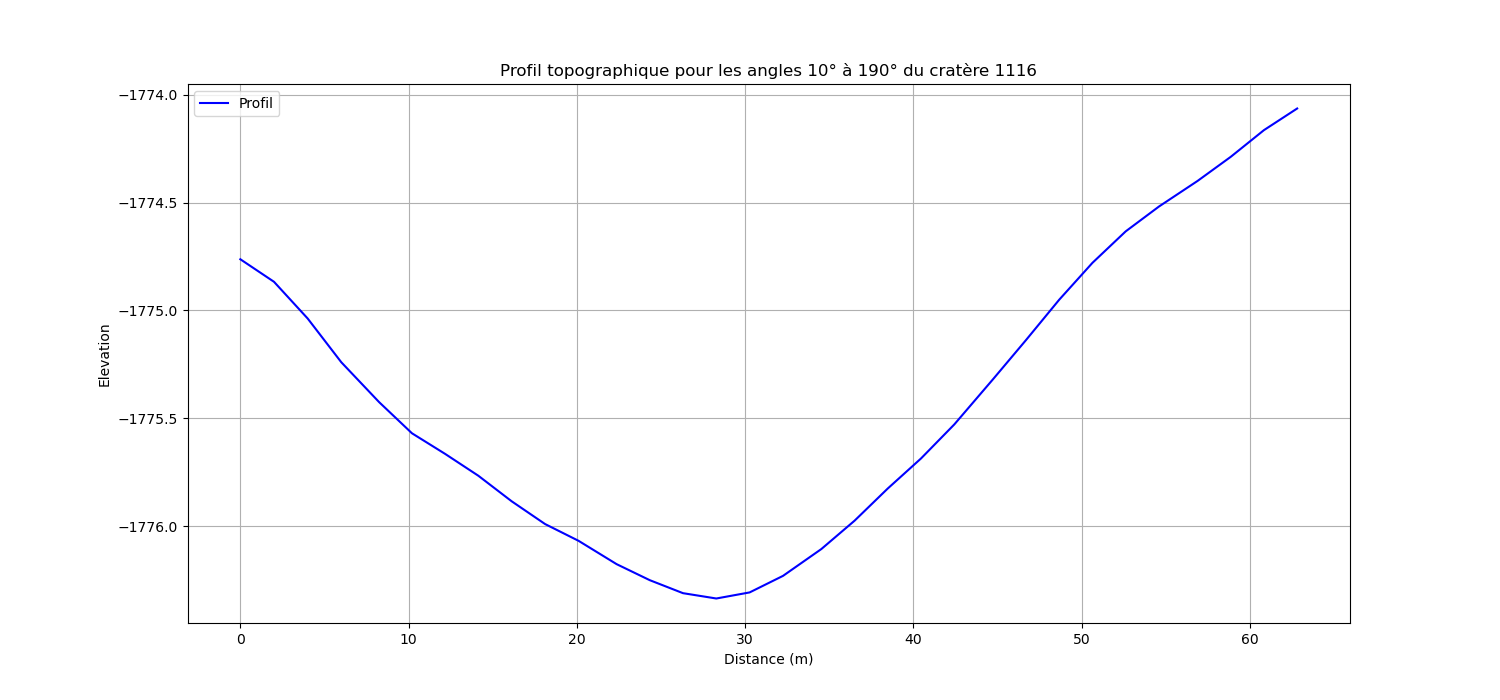 Profil topographique pour les angles 10° à 190° du cratère 1116
Profil
−1774.0
−1774.5
−1775.0
−1775.5
−1776.0
Elevation
0 10 20 30 40 50 60
Distance (m)